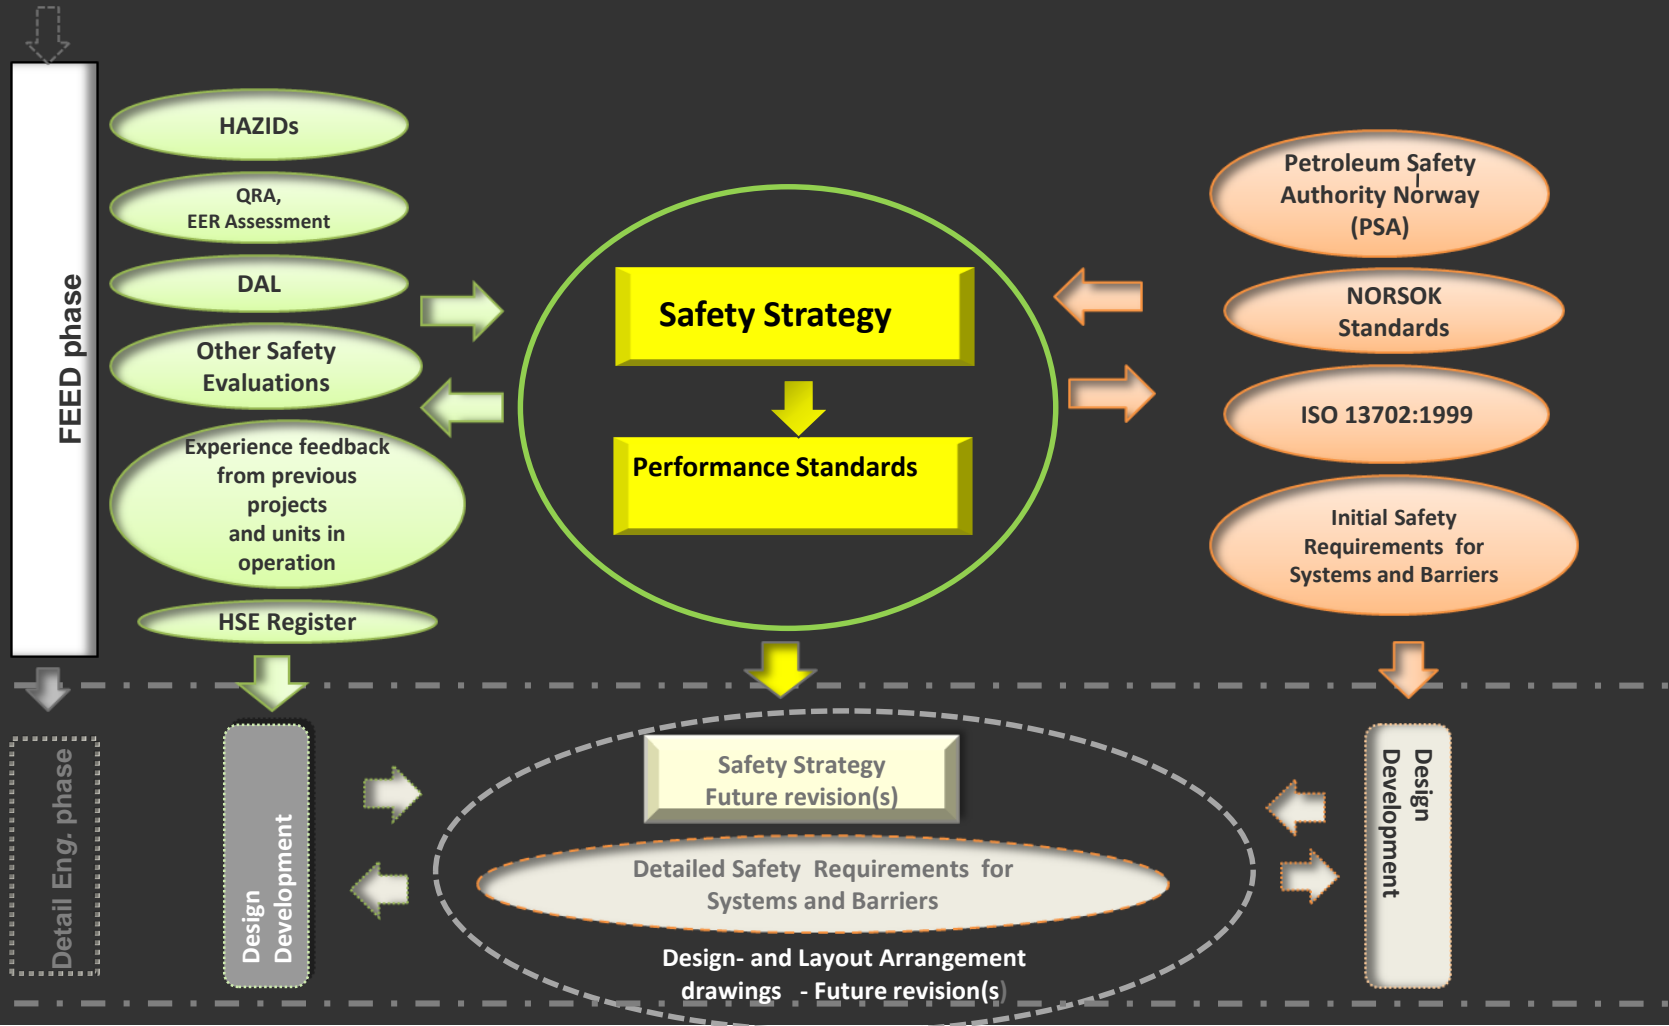 FEED phase
HAZIDs
QRA,
EER Assessment
DAL
Other Safety
Evaluations
Experience feedback
from previous
projects
and units in
operation
HSE Register
Safety Strategy
Performance Standards
Petroleum Safety
Authority Norway
(PSA)
NORSOK
Standards
ISO 13702:1999
Initial Safety
Requirements for
Systems and Barriers
Detail Eng. phase
Design
Development
Safety Strategy
Future revision(s)
Detailed Safety Requirements for
Systems and Barriers
Design- and Layout Arrangement
drawings - Future revision(s)
Design
Development